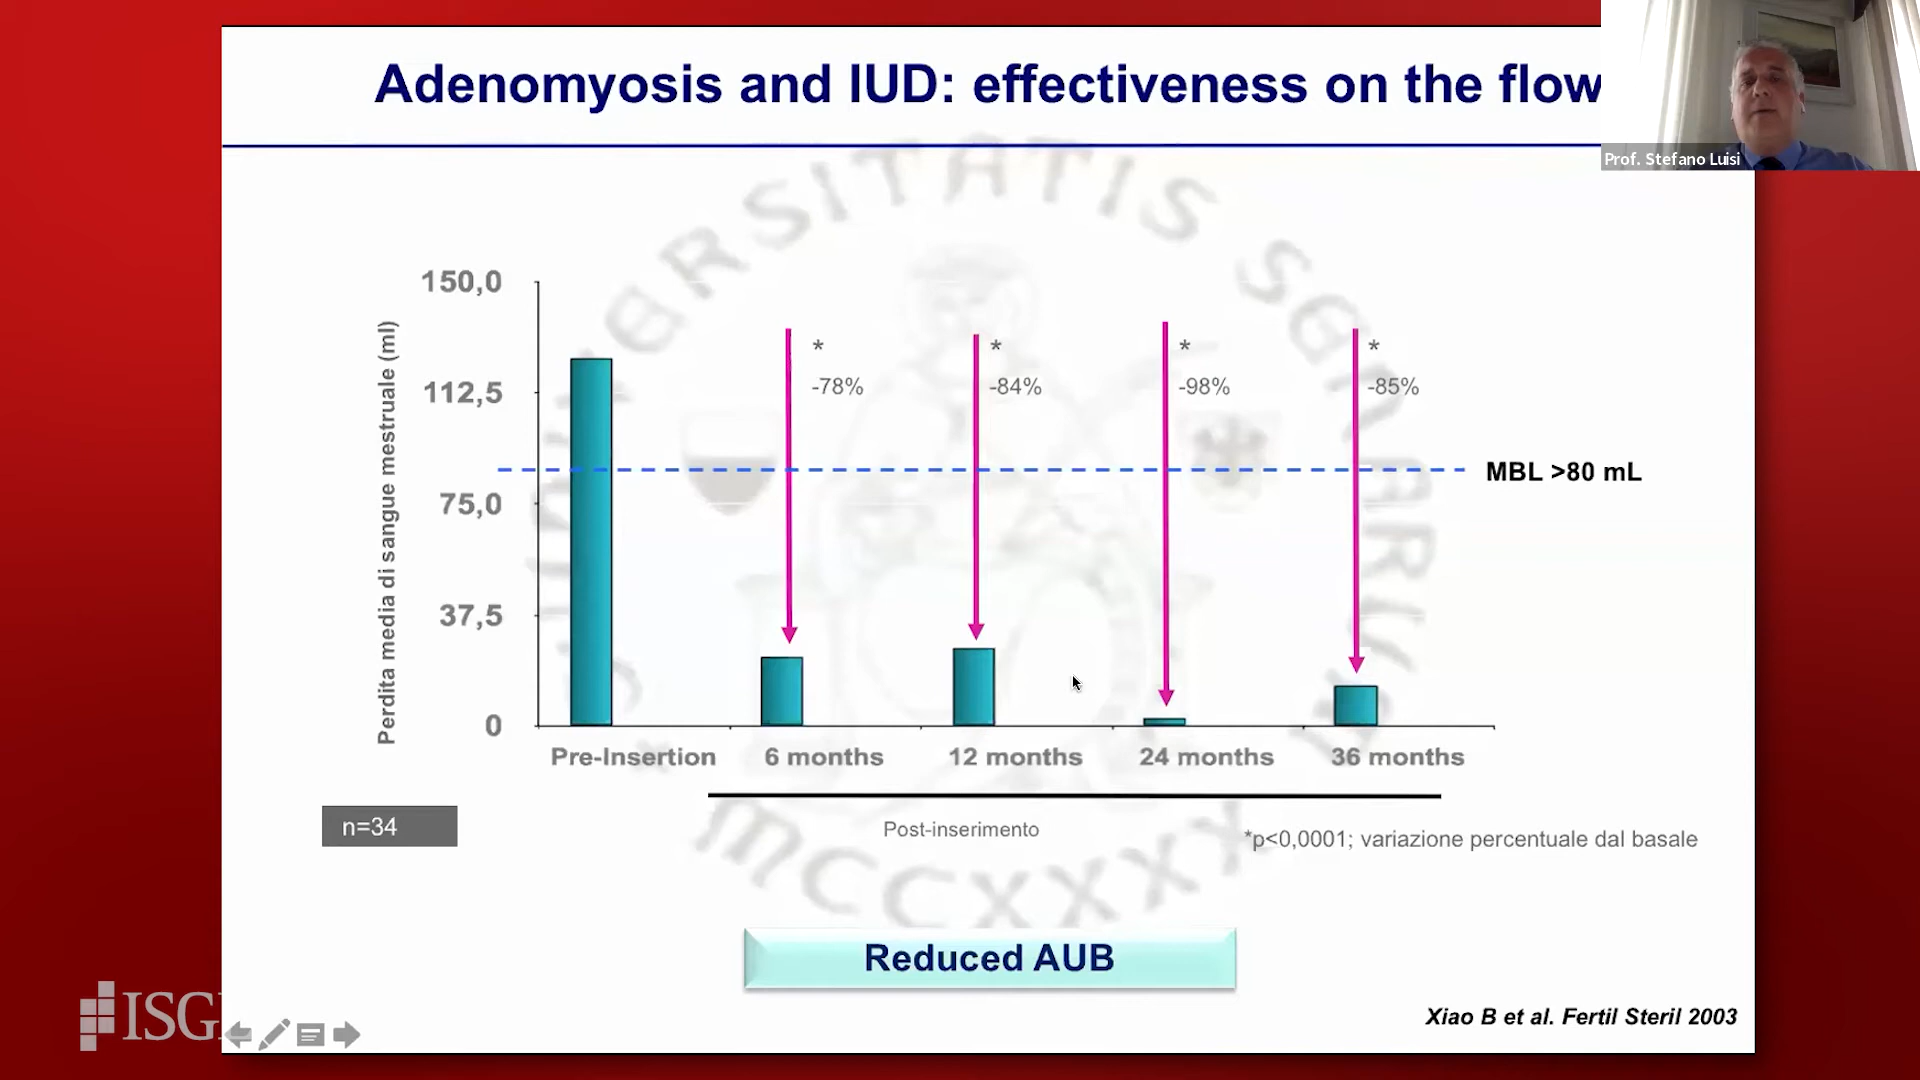 Adenomyosis and IUD: effectiveness on the flow
Prof. Stefano Luisi
Perdita media di sangue mestruale (ml)
150,0
112,5
75,0
37,5
0
*
-78%
*
-84%
*
-98%
*
-85%
MBL >80 mL
Pre-Insertion
6 months
12 months
24 months
36 months
n=34
Post-inserimento
*p<0,0001; variazione percentuale dal basale
MCCXXXX
Reduced AUB
Xiao B et al. Fertil Steril 2003